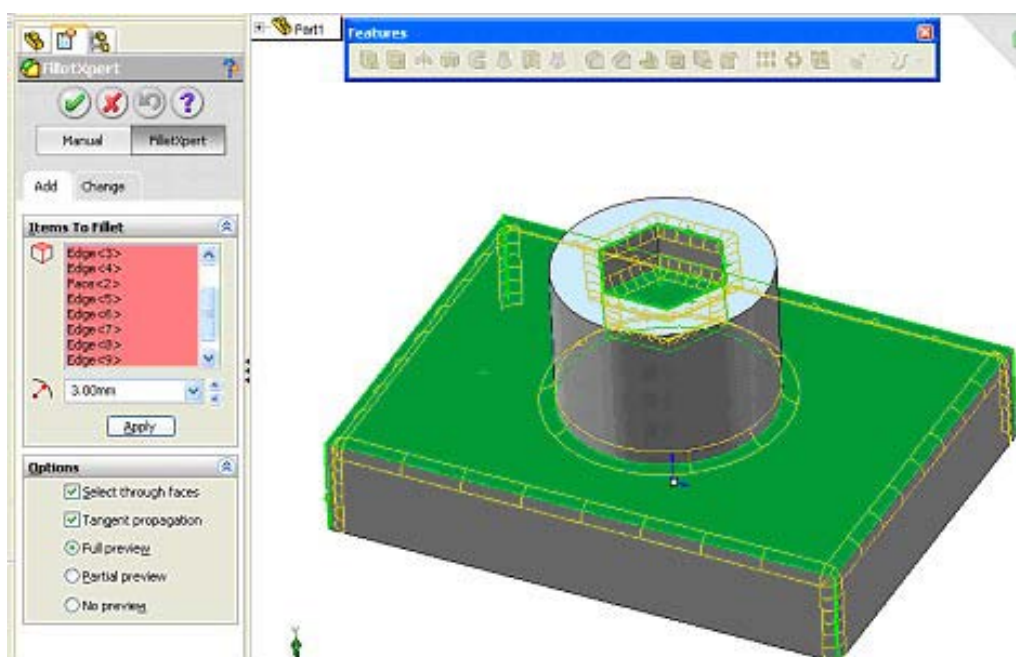 Part1
Features
FilletXpert
Manual
FilletXpert
Add
Change
Items To Fillet
Edge<3>
Edge<4>
Face<2>
Edge<5>
Edge<6>
Edge<7>
Edge<8>
Edge<9>
3.00mm
Apply
Options
Select through faces
Tangent propagation
Full preview
Partial preview
No preview
Y